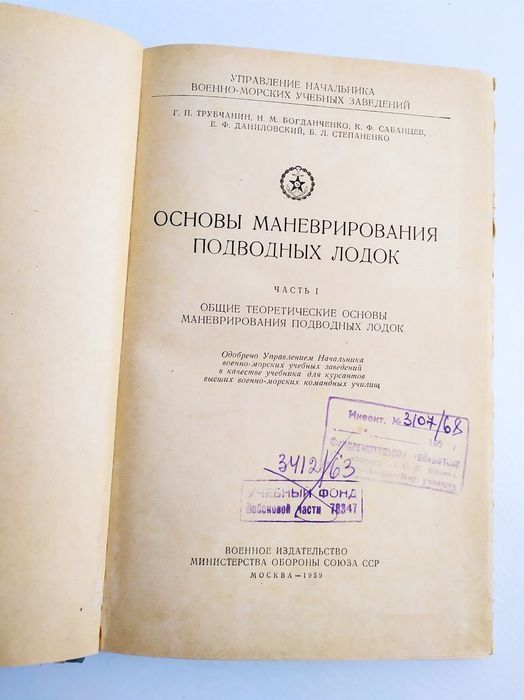 УПРАВЛЕНИЕ НАЧАЛЬНИКА
ВОЕННО-МОРСКИХ УЧЕБНЫХ ЗАВЕДЕНИЙ
Г. П. ТРУБЧАНИН, Н. М. БОГДАНЧЕНКО, К. Ф. САБАНЦЕВ,
Е. Ф. ДАНИЛОВСКИЙ, Б. Л. СТЕПАНЕНКО
ОСНОВЫ МАНЕВРИРОВАНИЯ
ПОДВОДНЫХ ЛОДОК
ЧАСТЬ I
ОБЩИЕ ТЕОРЕТИЧЕСКИЕ ОСНОВЫ
МАНЕВРИРОВАНИЯ ПОДВОДНЫХ ЛОДОК
Одобрено Управлением Начальника
военно-морских учебных заведений
в качестве учебника для курсантов
высших военно-морских командных училищ
Инвент. № 3107/68
195
3412/63
УЧЕБНЫЙ ФОНД
Войсковой части 78347
ВОЕННОЕ ИЗДАТЕЛЬСТВО
МИНИСТЕРСТВА ОБОРОНЫ СОЮЗА ССР
МОСКВА — 1959